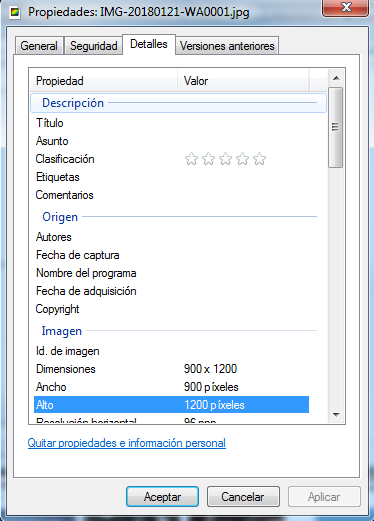 Propiedades: IMG-20180121-WA0001.jpg
General Seguridad Detalles Versiones anteriores
Propiedad Valor
Descripción
Título
Asunto
Clasificación
Etiquetas
Comentarios
Origen
Autores
Fecha de captura
Nombre del programa
Fecha de adquisición
Copyright
Imagen
Id. de imagen
Dimensiones 900 x 1200
Ancho 900 píxeles
Alto 1200 píxeles
Resolución horizontal 96 ppp
Quitar propiedades e información personal
Aceptar Cancelar Aplicar